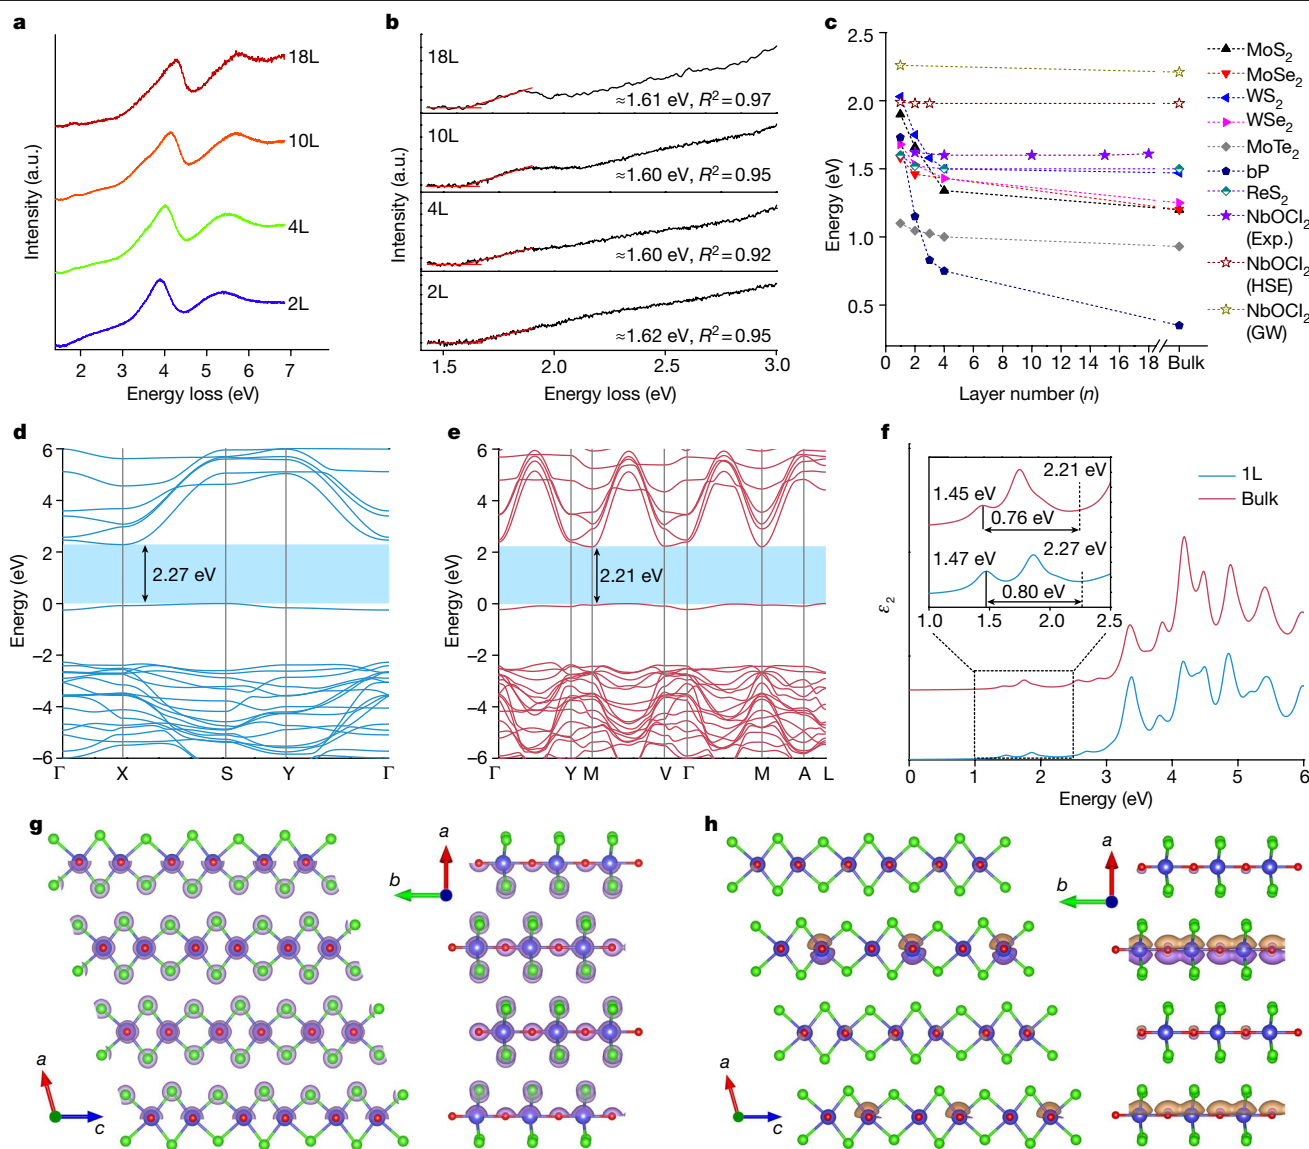 a
18L
10L
4L
2L
Intensity (a.u.)
2 3 4 5 6 7
Energy loss (eV)
b
18L
≈1.61 eV, R² = 0.97
10L
≈1.60 eV, R² = 0.95
4L
≈1.60 eV, R² = 0.92
2L
≈1.62 eV, R² = 0.95
Intensity (a.u.)
1.5 2.0 2.5 3.0
Energy loss (eV)
c
2.5
2.0
1.5
1.0
0.5
Energy (eV)
0 2 4 6 8 10 12 14 16 18 Bulk
Layer number (n)
MoS₂
MoSe₂
WS₂
WSe₂
MoTe₂
bP
ReS₂
NbOCl₂
(Exp.)
NbOCl₂
(HSE)
NbOCl₂
(GW)
d
6
4
2
0
−2
−4
−6
Energy (eV)
2.27 eV
Γ X S Y Γ
e
6
4
2
0
−2
−4
−6
Energy (eV)
2.21 eV
Γ Y M V Γ M A L
f
ε₂
1L
Bulk
2.21 eV
1.45 eV
0.76 eV
1.47 eV
2.27 eV
0.80 eV
1.0 1.5 2.0 2.5
0 1 2 3 4 5 6
Energy (eV)
g
a
b
a
c
h
a
b
a
c